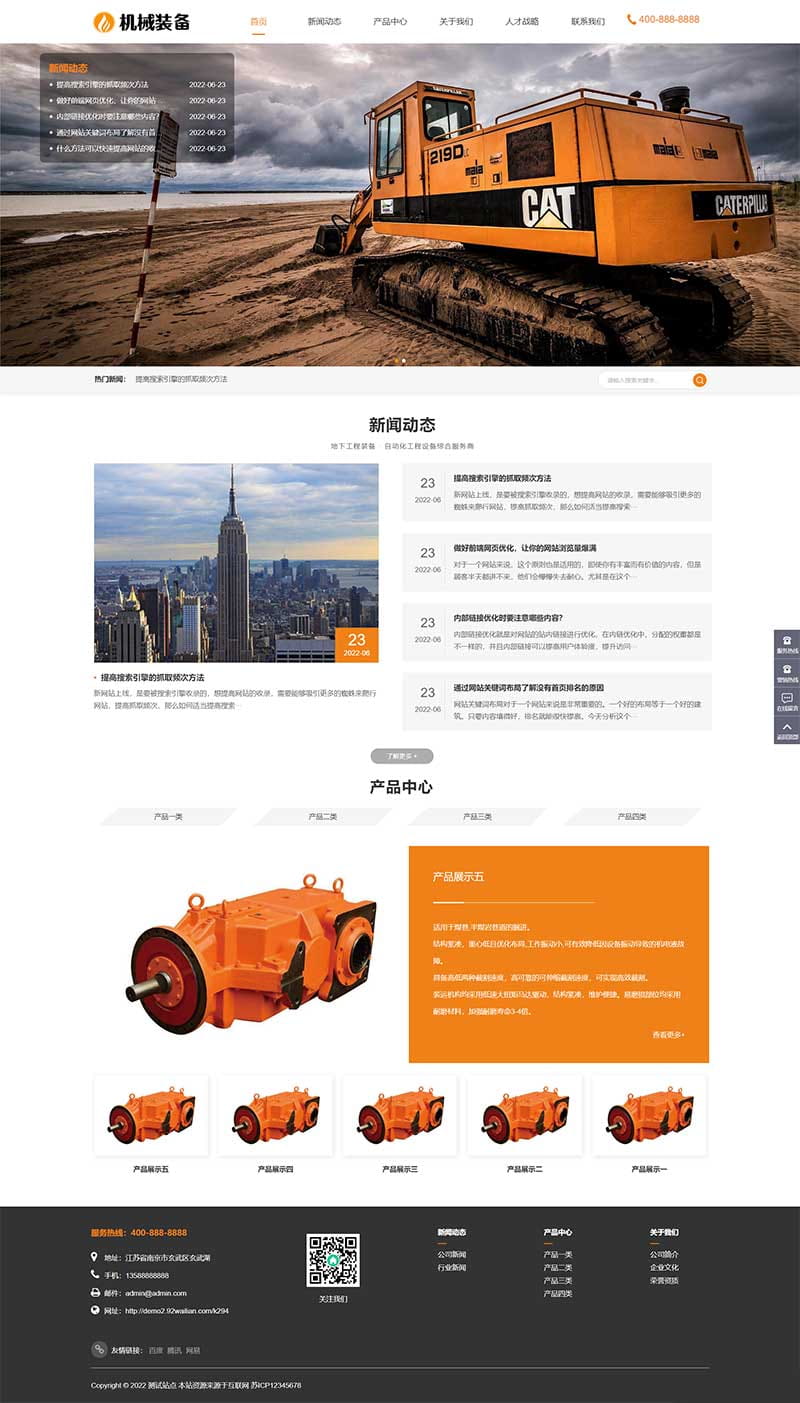 机械装备
首页
新闻动态
产品中心
关于我们
人才战略
联系我们
400-888-8888
新闻动态
提高搜索引擎的抓取频次方法 2022-06-23
做好前端网页优化，让你的网站 2022-06-23
内部链接优化时要注意哪些内容? 2022-06-23
通过网站关键词布局了解没有首 2022-06-23
什么方法可以快速提高网站的收 2022-06-23
CATERPILLAR
219D LC
CAT
CATERPILLAR
热门新闻： 提高搜索引擎的抓取频次方法
请输入搜索关键字...
新闻动态
地下工程装备 自动化工程设备综合服务商
23
2022-06
提高搜索引擎的抓取频次方法
新网站上线，是要被搜索引擎收录的，想提高网站的收录，需要能够吸引更多的蜘蛛来爬行
网站，提高抓取频次，那么如何适当提高搜索···
23
2022-06
提高搜索引擎的抓取频次方法
新网站上线，是要被搜索引擎收录的，想提高网站的收录，需要能够吸引更多的
蜘蛛来爬行网站，提高抓取频次，那么如何适当提高搜索···
23
2022-06
做好前端网页优化，让你的网站浏览量爆满
对于一个网站来说，这个原则也是适用的，即使你有丰富而有价值的内容，但是
顾客半天都进不来，他们会慢慢失去耐心。尤其是在这个···
23
2022-06
内部链接优化时要注意哪些内容?
内部链接优化就是对网站的站内链接进行优化，在内链优化中，分配的权重都是
不一样的，并且内部链接可以提高用户体验度，提升访问···
23
2022-06
通过网站关键词布局了解没有首页排名的原因
网站关键词布局对于一个网站来说是非常重要的。一个好的布局等于一个好的建
筑。只要内容填得好，排名就能很快提高。今天分析这个···
服务热线
营销热线
在线留言
返回顶部
了解更多 +
产品中心
产品一类
产品二类
产品三类
产品四类
产品展示五
适用于煤巷,半煤岩巷道的掘进。
结构紧凑，重心低且优化布局,工作振动小,可有效降低因设备振动导致的机电液故
障。
具备高低两种截割速度，高可靠的可伸缩截割速度，可实现高效截割。
装运机构均采用低速大扭矩马达驱动，结构紧凑，维护便捷。易磨损部位均采用
耐磨材料，加强耐磨寿命3-4倍。
查看更多+
产品展示五
产品展示四
产品展示三
产品展示二
产品展示一
服务热线：400-888-8888
地址：江苏省南京市玄武区玄武湖
手机：13588888888
邮件：admin@admin.com
网址：http://demo2.92wailian.com/k294
关注我们
新闻动态
公司新闻
行业新闻
产品中心
产品一类
产品二类
产品三类
产品四类
关于我们
公司简介
企业文化
荣誉资质
友情链接： 百度 腾讯 网易
Copyright © 2022 测试站点 本站资源来源于互联网 苏ICP12345678